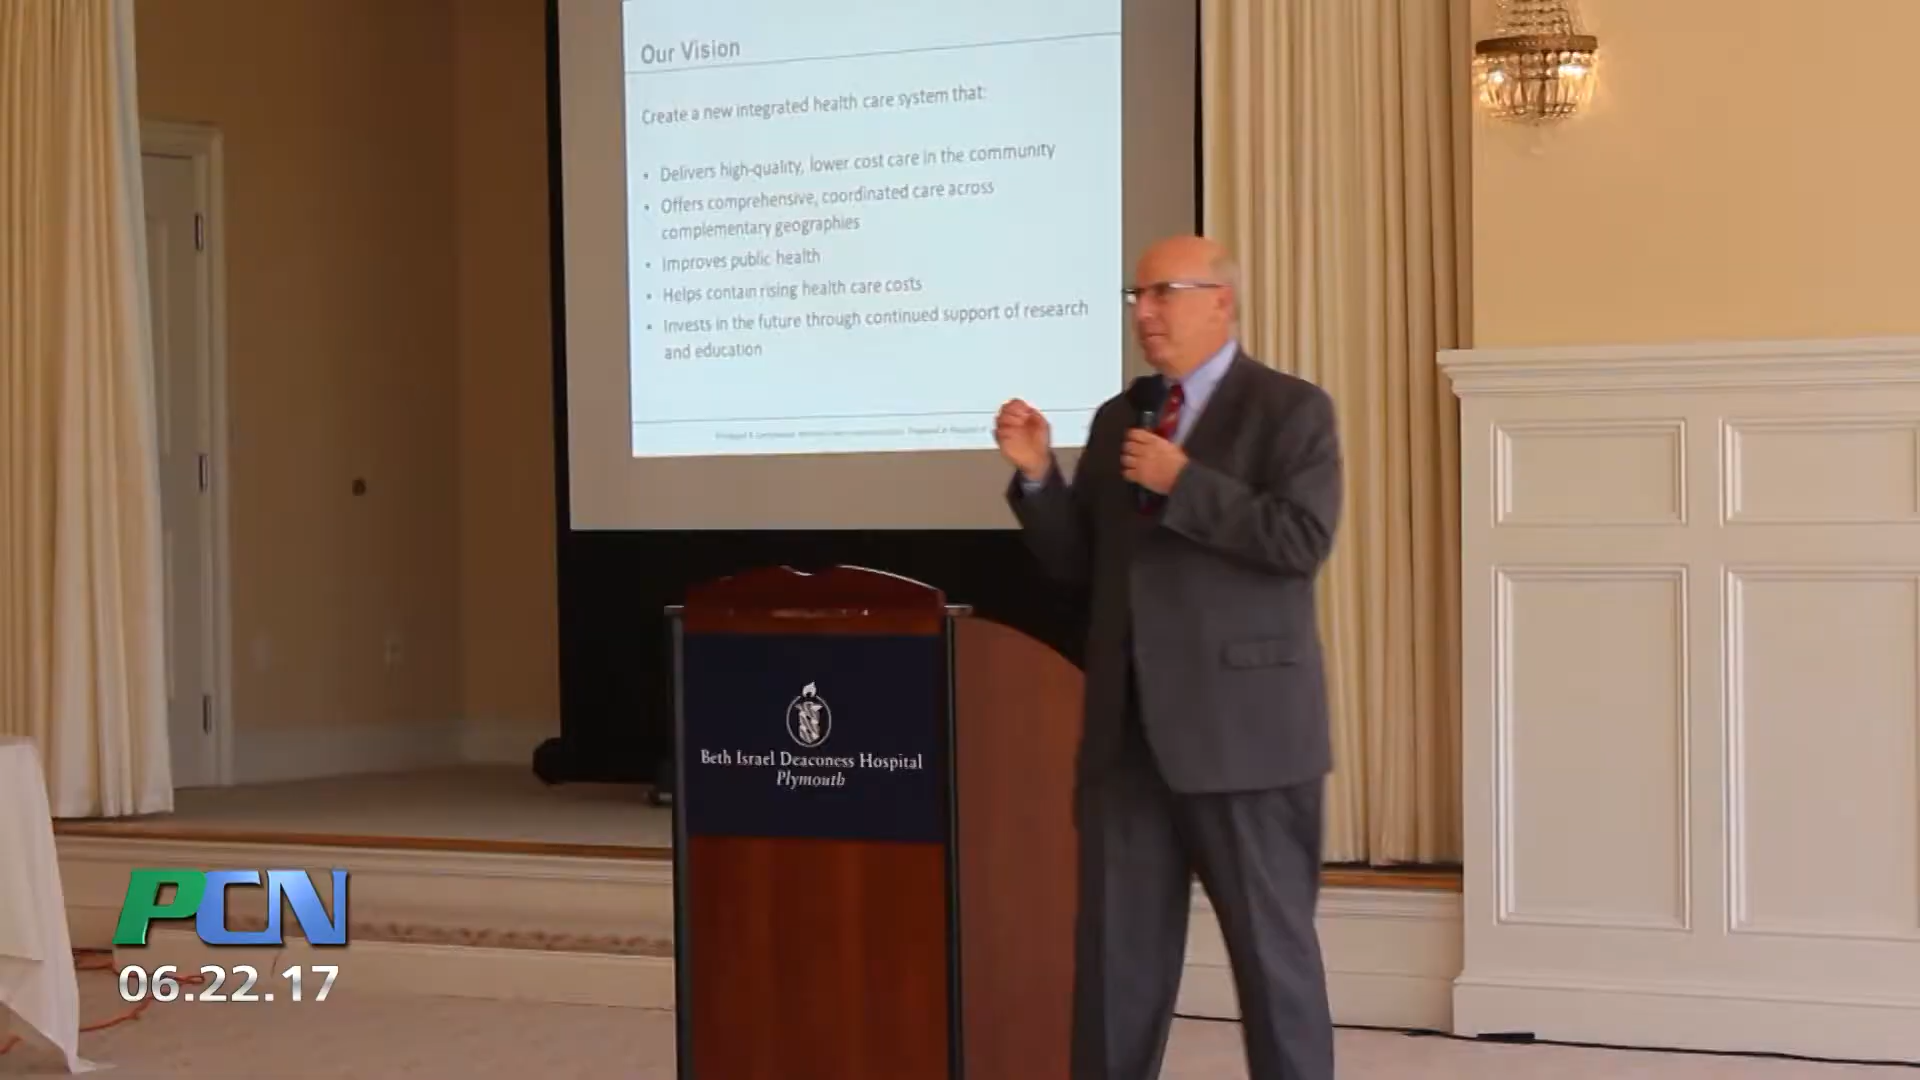 Our Vision
Create a new integrated health care system that:
• Delivers high-quality, lower cost care in the community
• Offers comprehensive, coordinated care across
complementary geographies
• Improves public health
• Helps contain rising health care costs
• Invests in the future through continued support of research
and education
Beth Israel Deaconess Hospital
Plymouth
PCN
06.22.17